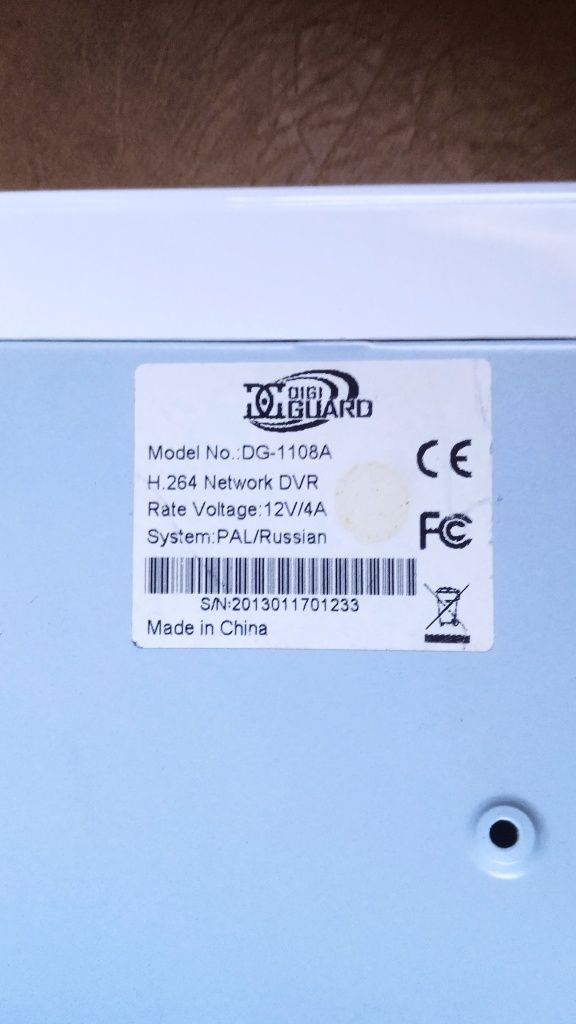 DG DIGI
GUARD
Model No.:DG-1108A
H.264 Network DVR
Rate Voltage:12V/4A
System:PAL/Russian
S/N:2013011701233
Made in China
CE
FC